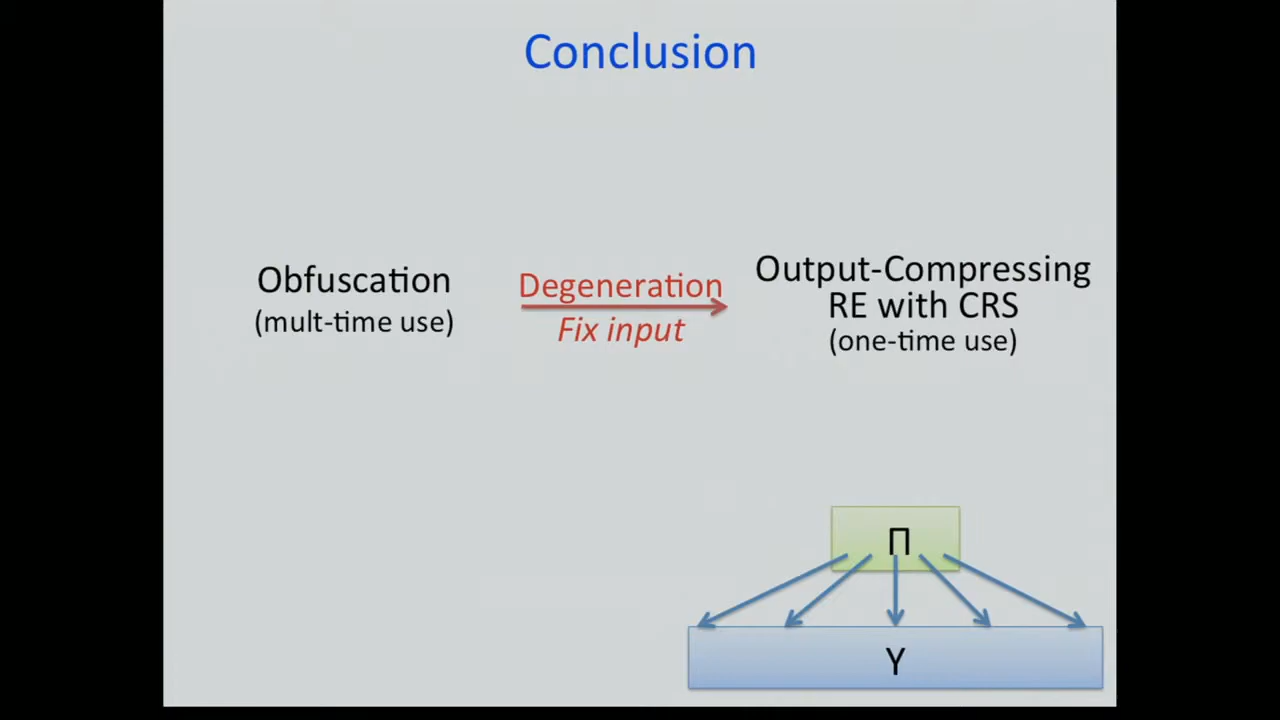 Conclusion
Obfuscation
(mult-time use)
Degeneration
Fix input
Output-Compressing
RE with CRS
(one-time use)
Π
Y